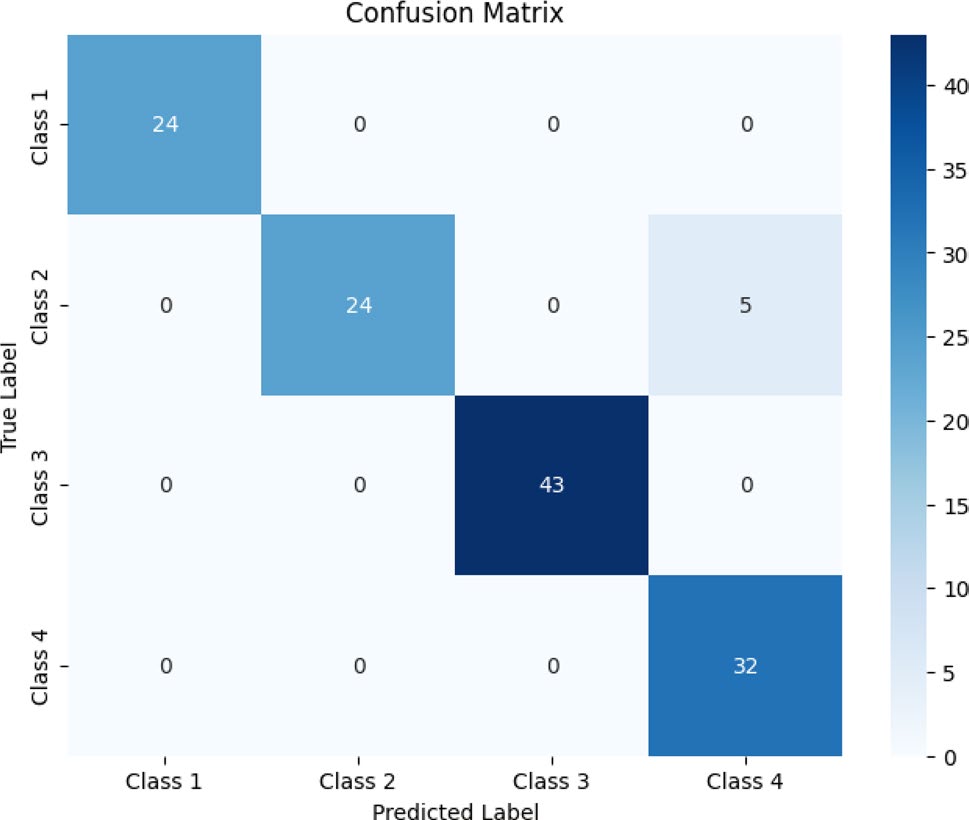 Confusion Matrix
Class 1
24 0 0 0
Class 2
0 24 0 5
Class 3
0 0 43 0
Class 4
0 0 0 32
True Label
Class 1 Class 2 Class 3 Class 4
Predicted Label
40
35
30
25
20
15
10
5
0